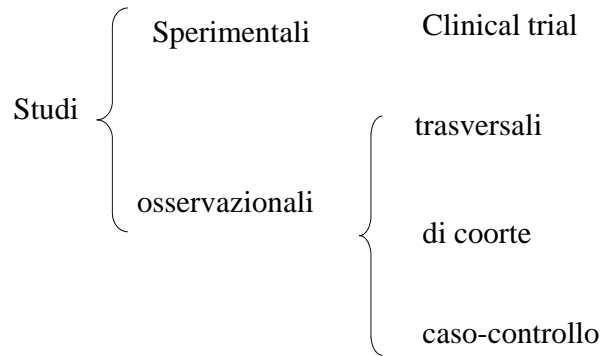 Studi
Sperimentali
Clinical trial
osservazionali
trasversali
di coorte
caso-controllo